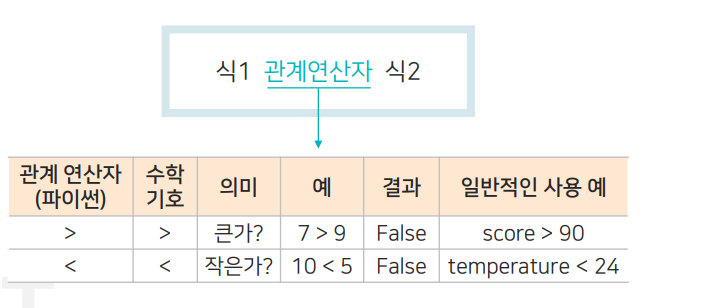 식1 관계연산자 식2
관계 연산자 (파이썬) 수학 기호 의미 예 결과 일반적인 사용 예
> > 큰가? 7 > 9 False score > 90
< < 작은가? 10 < 5 False temperature < 24